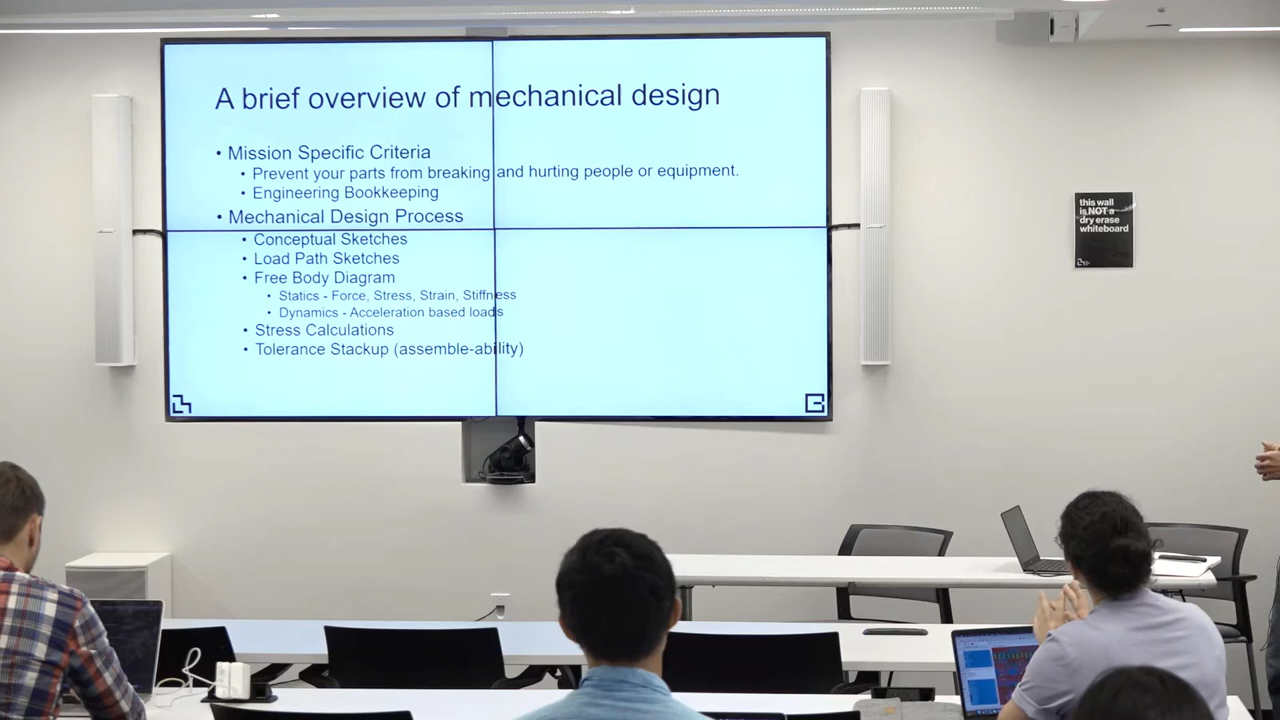 A brief overview of mechanical design
• Mission Specific Criteria
• Prevent your parts from breaking and hurting people or equipment.
• Engineering Bookkeeping
• Mechanical Design Process
• Conceptual Sketches
• Load Path Sketches
• Free Body Diagram
• Statics - Force, Stress, Strain, Stiffness
• Dynamics - Acceleration based loads
• Stress Calculations
• Tolerance Stackup (assemble-ability)
this wall
is NOT a
dry erase
whiteboard